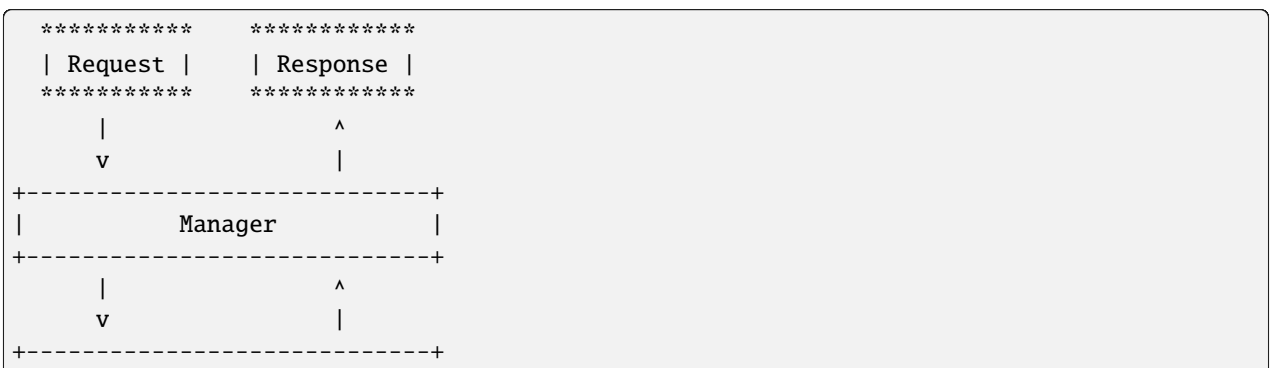 ***********    ************
  | Request |    | Response |
  ***********    ************
      |                ^
      v                |
+-----------------------------+
|           Manager           |
+-----------------------------+
      |                ^
      v                |
+-----------------------------+